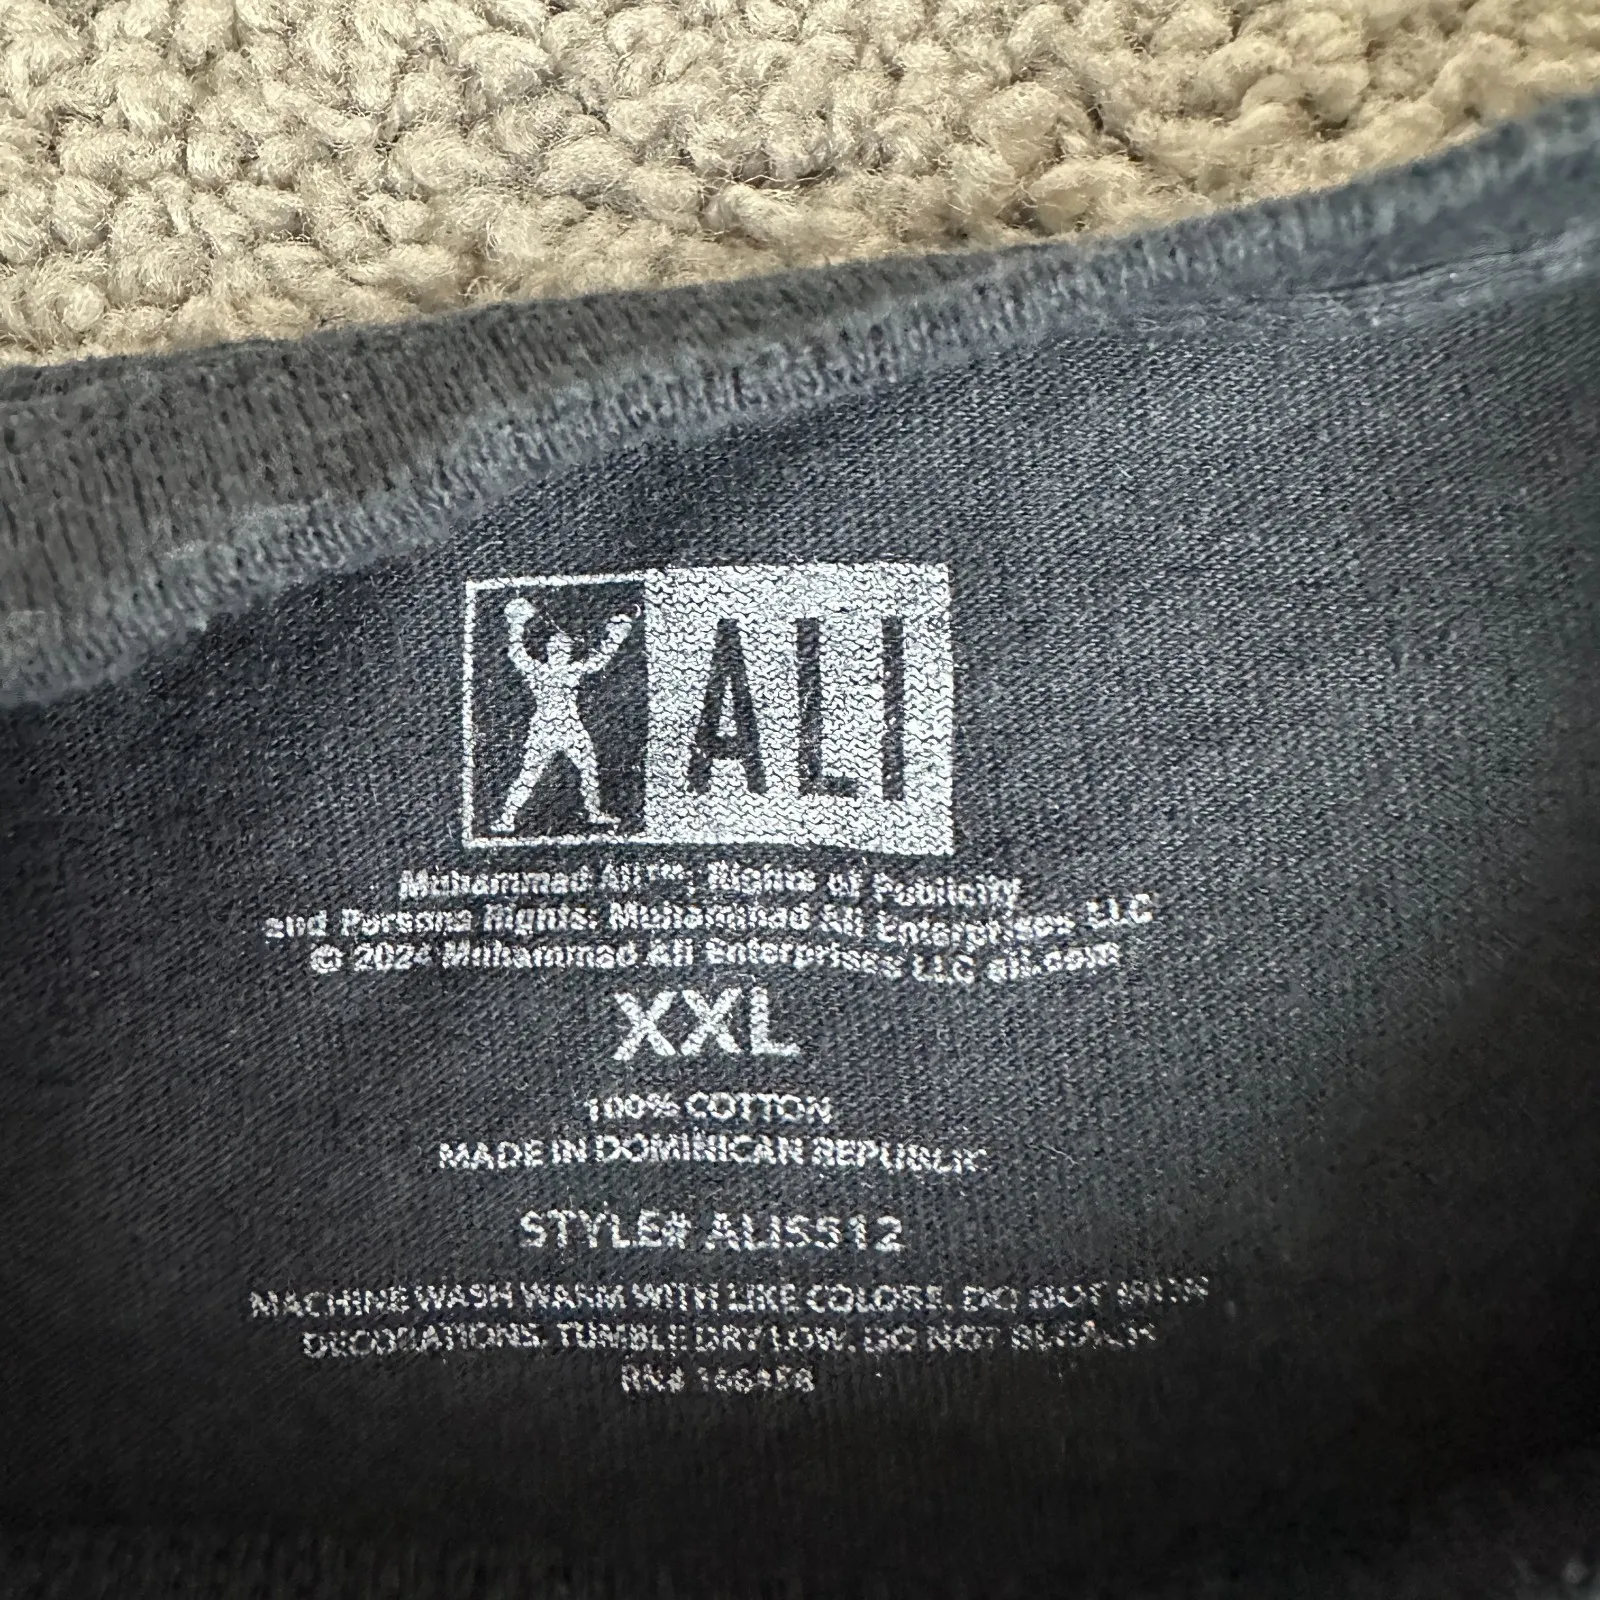 ALI
Muhammad Ali™; Rights of Publicity
and Persona Rights: Muhammad Ali Enterprises LLC
© 2024 Muhammad Ali Enterprises LLC ali.com
XXL
100% COTTON
MADE IN DOMINICAN REPUBLIC
STYLE# ALI5512
MACHINE WASH WARM WITH LIKE COLORS. DO NOT IRON
DECORATIONS. TUMBLE DRY LOW. DO NOT BLEACH
RN#